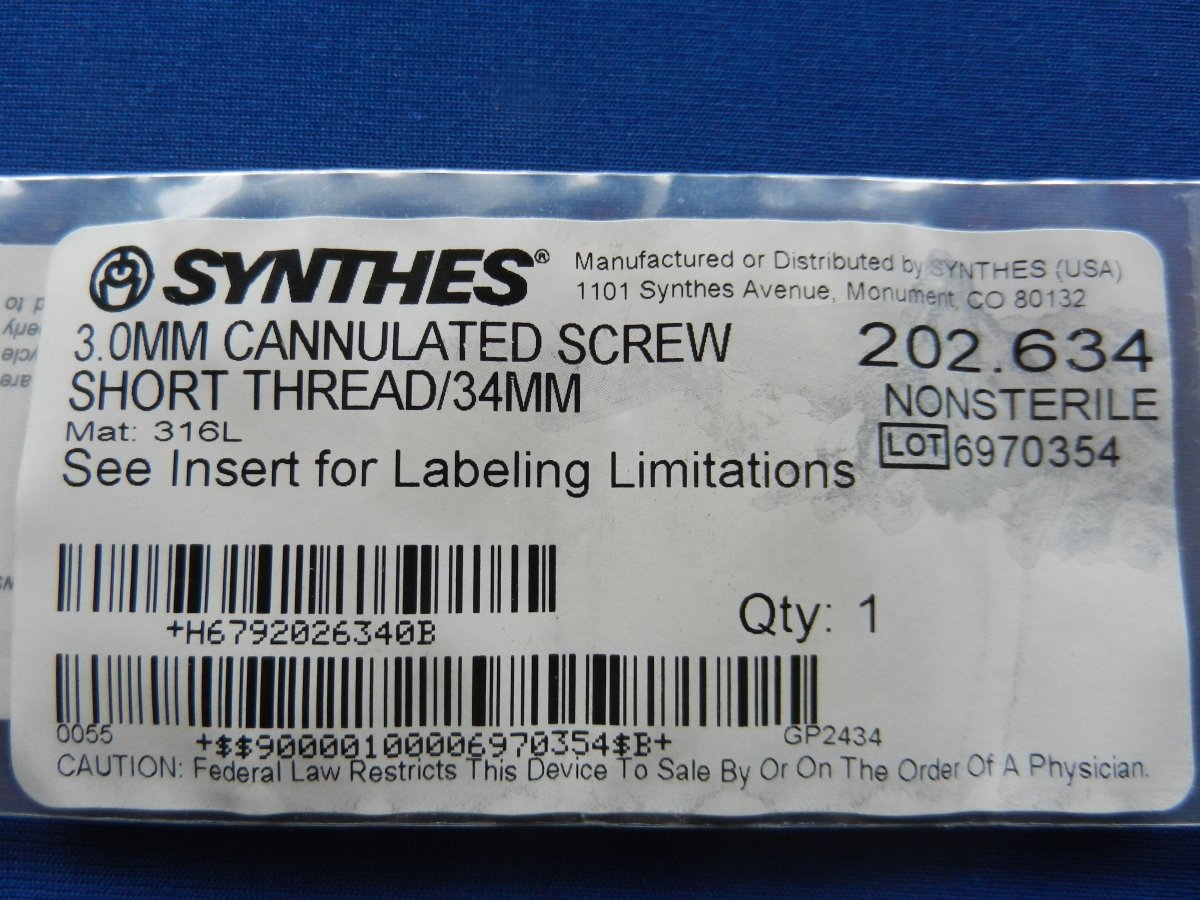 SYNTHES®
Manufactured or Distributed by SYNTHES (USA)
1101 Synthes Avenue, Monument, CO 80132
3.0MM CANNULATED SCREW
SHORT THREAD/34MM
Mat: 316L
See Insert for Labeling Limitations
202.634
NONSTERILE
LOT 6970354
+H6792026340B
Qty: 1
0055
+$$90000100006970354$B+
GP2434
CAUTION: Federal Law Restricts This Device To Sale By Or On The Order Of A Physician.